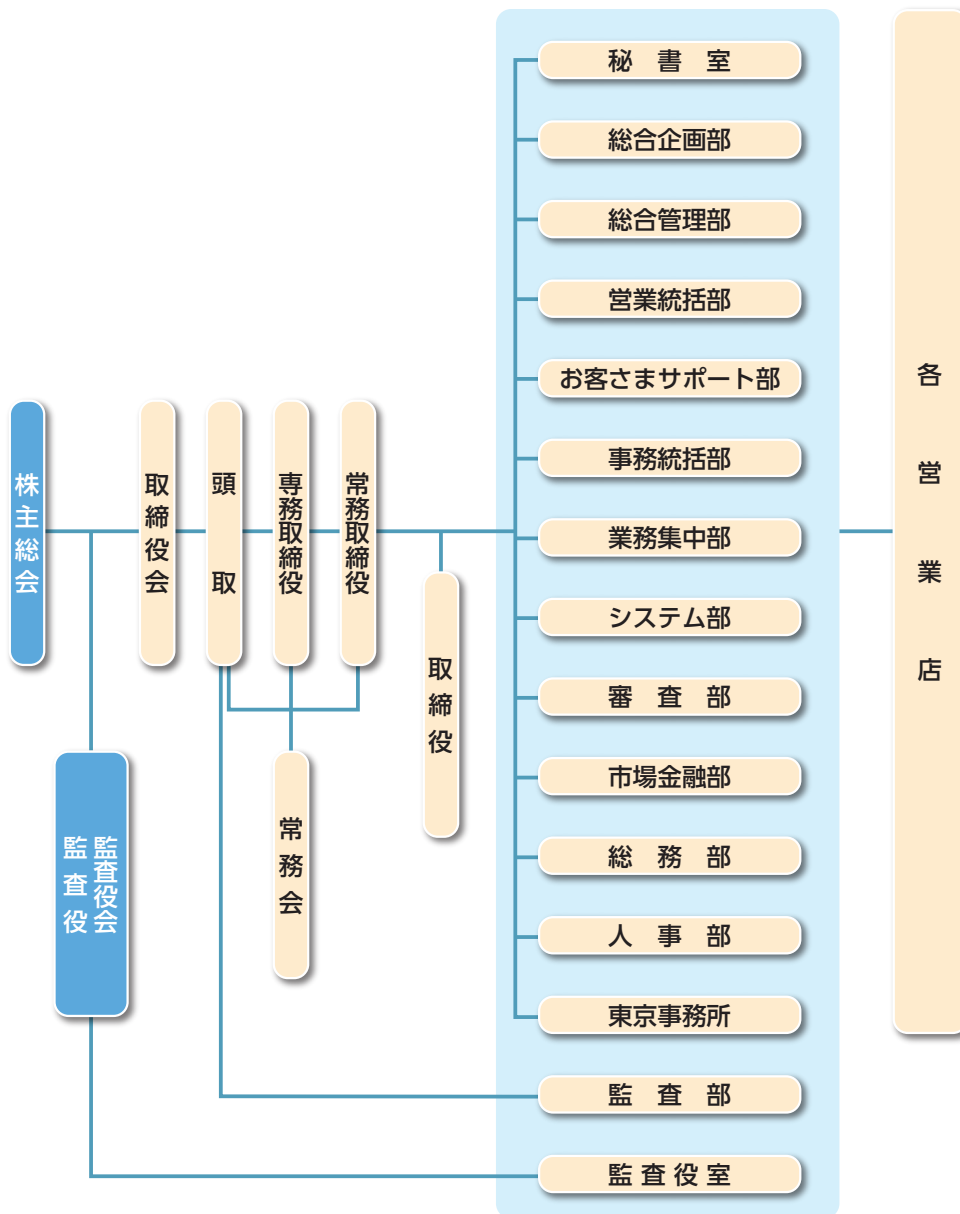 株主総会
監査役会
監査役
取締役会
頭取
専務取締役
常務取締役
常務会
取締役
秘書室
総合企画部
総合管理部
営業統括部
お客さまサポート部
事務統括部
業務集中部
システム部
審査部
市場金融部
総務部
人事部
東京事務所
監査部
監査役室
各営業店